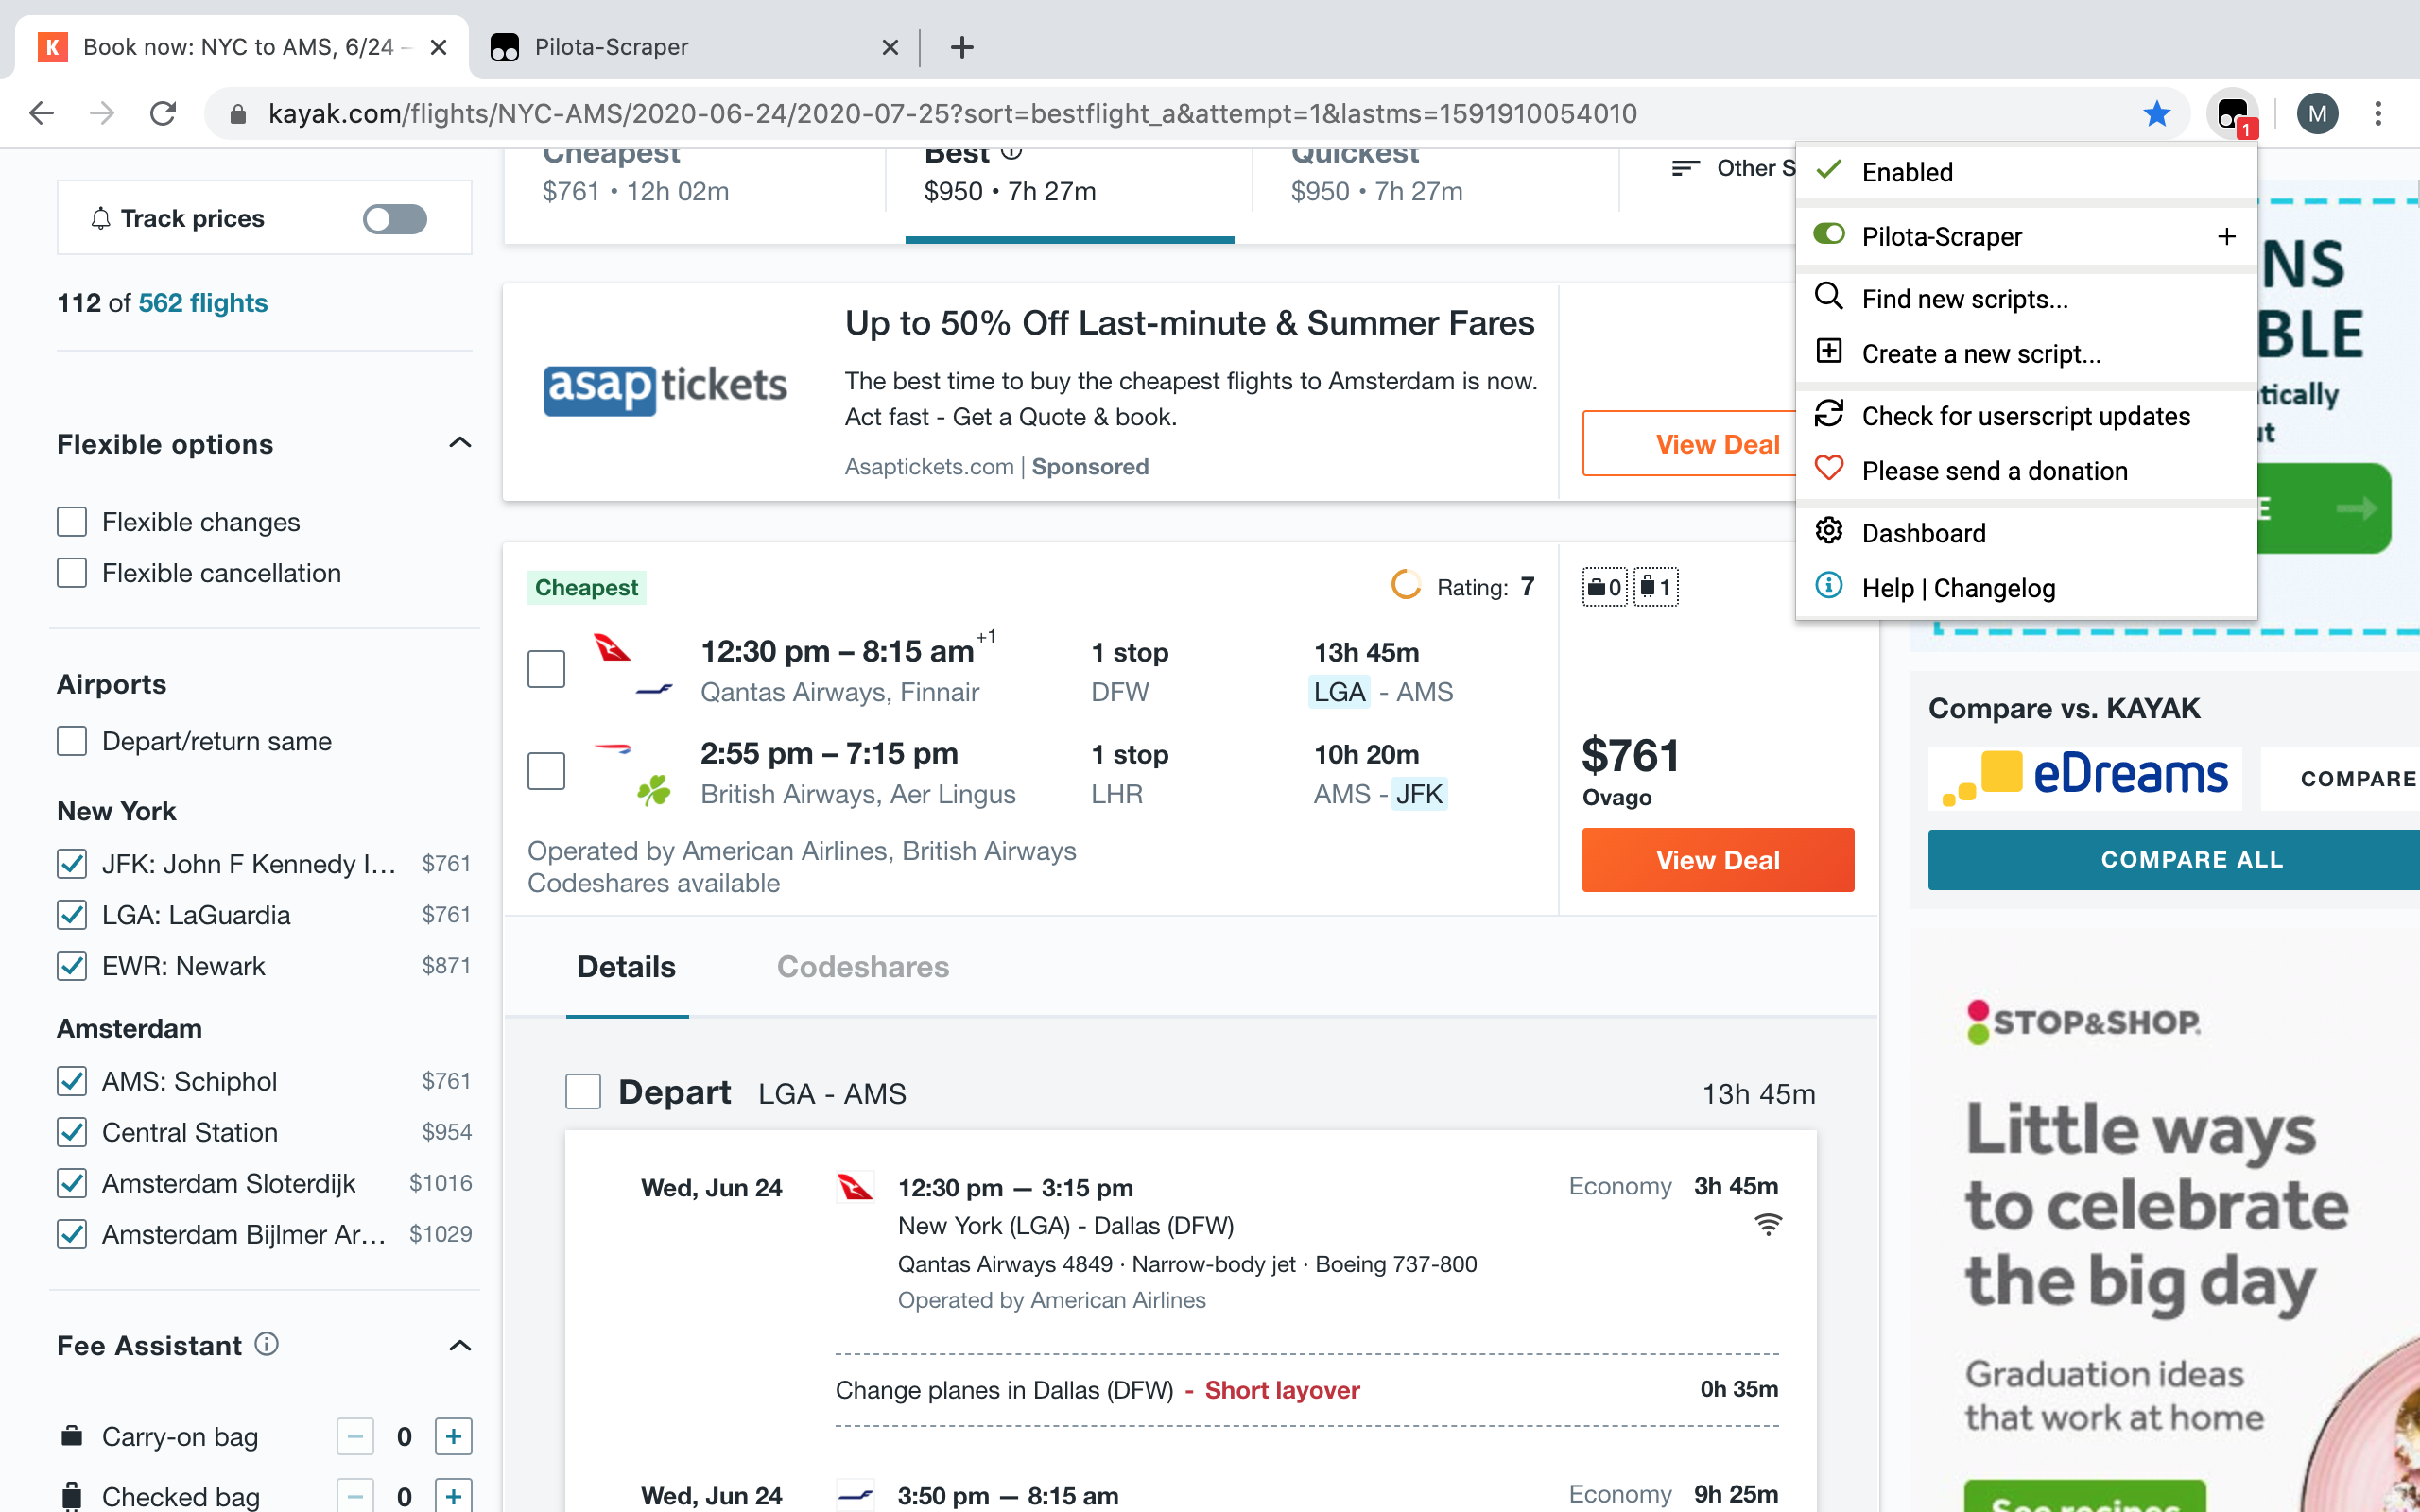 Book now: NYC to AMS, 6/24 –
Pilota-Scraper
kayak.com/flights/NYC-AMS/2020-06-24/2020-07-25?sort=bestflight_a&attempt=1&lastms=1591910054010
1
M
Track prices
112 of 562 flights
Flexible options
Flexible changes
Flexible cancellation
Airports
Depart/return same
New York
JFK: John F Kennedy I... $761
LGA: LaGuardia $761
EWR: Newark $871
Amsterdam
AMS: Schiphol $761
Central Station $954
Amsterdam Sloterdijk $1016
Amsterdam Bijlmer Ar... $1029
Fee Assistant
Carry-on bag 0
Checked bag 0
Cheapest
$761 • 12h 02m
Best
$950 • 7h 27m
Quickest
$950 • 7h 27m
Other S
asaptickets
Up to 50% Off Last-minute & Summer Fares
The best time to buy the cheapest flights to Amsterdam is now.
Act fast - Get a Quote & book.
Asaptickets.com | Sponsored
View Deal
Cheapest
Rating: 7
0 1
12:30 pm – 8:15 am+1
1 stop
13h 45m
Qantas Airways, Finnair
DFW
LGA - AMS
2:55 pm – 7:15 pm
1 stop
10h 20m
British Airways, Aer Lingus
LHR
AMS - JFK
Operated by American Airlines, British Airways
Codeshares available
$761
Ovago
View Deal
Details
Codeshares
Depart LGA - AMS 13h 45m
Wed, Jun 24
12:30 pm — 3:15 pm
Economy 3h 45m
New York (LGA) - Dallas (DFW)
Qantas Airways 4849 · Narrow-body jet · Boeing 737-800
Operated by American Airlines
Change planes in Dallas (DFW) - Short layover 0h 35m
Wed, Jun 24
3:50 pm — 8:15 am
Economy 9h 25m
Enabled
Pilota-Scraper
Find new scripts...
Create a new script...
Check for userscript updates
Please send a donation
Dashboard
Help | Changelog
NS
BLE
tically
ut
E
Compare vs. KAYAK
eDreams
COMPARE
COMPARE ALL
STOP&SHOP.
Little ways
to celebrate
the big day
Graduation ideas
that work at home
See recipes